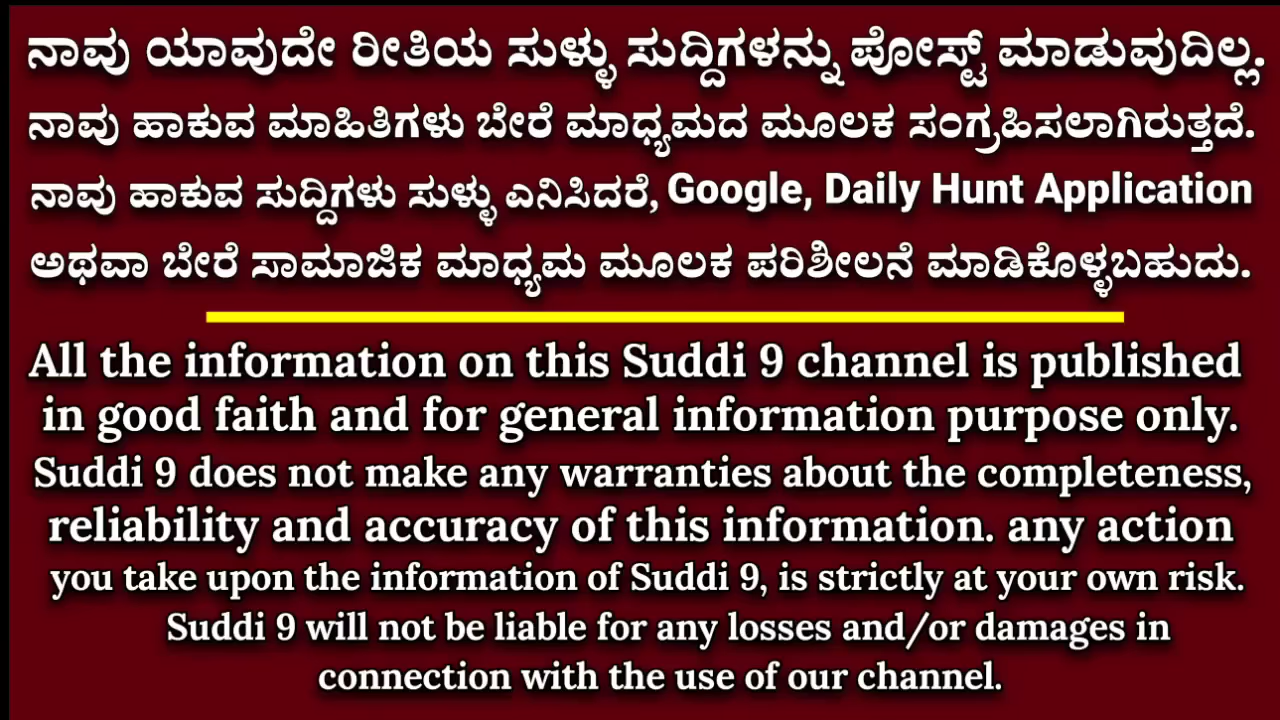 ನಾವು ಯಾವುದೇ ರೀತಿಯ ಸುಳ್ಳು ಸುದ್ದಿಗಳನ್ನು ಪೋಸ್ಟ್ ಮಾಡುವುದಿಲ್ಲ.
ನಾವು ಹಾಕುವ ಮಾಹಿತಿಗಳು ಬೇರೆ ಮಾಧ್ಯಮದ ಮೂಲಕ ಸಂಗ್ರಹಿಸಲಾಗಿರುತ್ತದೆ.
ನಾವು ಹಾಕುವ ಸುದ್ದಿಗಳು ಸುಳ್ಳು ಎನಿಸಿದರೆ, Google, Daily Hunt Application
ಅಥವಾ ಬೇರೆ ಸಾಮಾಜಿಕ ಮಾಧ್ಯಮ ಮೂಲಕ ಪರಿಶೀಲನೆ ಮಾಡಿಕೊಳ್ಳಬಹುದು.
All the information on this Suddi 9 channel is published
in good faith and for general information purpose only.
Suddi 9 does not make any warranties about the completeness,
reliability and accuracy of this information. any action
you take upon the information of Suddi 9, is strictly at your own risk.
Suddi 9 will not be liable for any losses and/or damages in
connection with the use of our channel.